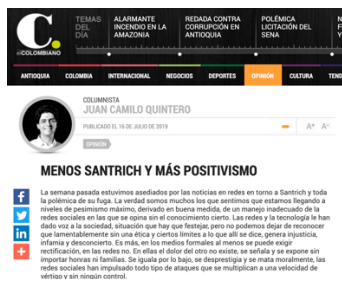 elCOLOMBIANO
TEMAS
DEL
DÍA
ALARMANTE
INCENDIO EN LA
AMAZONIA
REDADA CONTRA
CORRUPCIÓN EN
ANTIOQUIA
POLÉMICA
LICITACIÓN DEL
SENA
ANTIOQUIA COLOMBIA INTERNACIONAL NEGOCIOS DEPORTES OPINIÓN CULTURA TEND
COLUMNISTA
JUAN CAMILO QUINTERO
PUBLICADO EL 16 DE JULIO DE 2019
A+ A-
OPINIÓN
MENOS SANTRICH Y MÁS POSITIVISMO
La semana pasada estuvimos asediados por las noticias en redes en torno a Santrich y toda
la polémica de su fuga. La verdad somos muchos los que sentimos que estamos llegando a
niveles de pesimismo máximo, derivado en buena medida, de un manejo inadecuado de la
redes sociales en las que se opina sin el conocimiento cierto. Las redes y la tecnología le han
dado voz a la sociedad, situación que hay que festejar, pero no podemos dejar de reconocer
que lamentablemente sin una ética y ciertos límites a lo que allí se dice, genera injusticia,
infamia y desconcierto. Es más, en los medios formales al menos se puede exigir
rectificación, en las redes no. En ellas el dolor del otro no existe, se señala y se expone sin
importar honras ni familias. Se iguala por lo bajo, se desprestigia y se mata moralmente, las
redes sociales han impulsado todo tipo de ataques que se multiplican a una velocidad de
vértigo y sin ningún control.